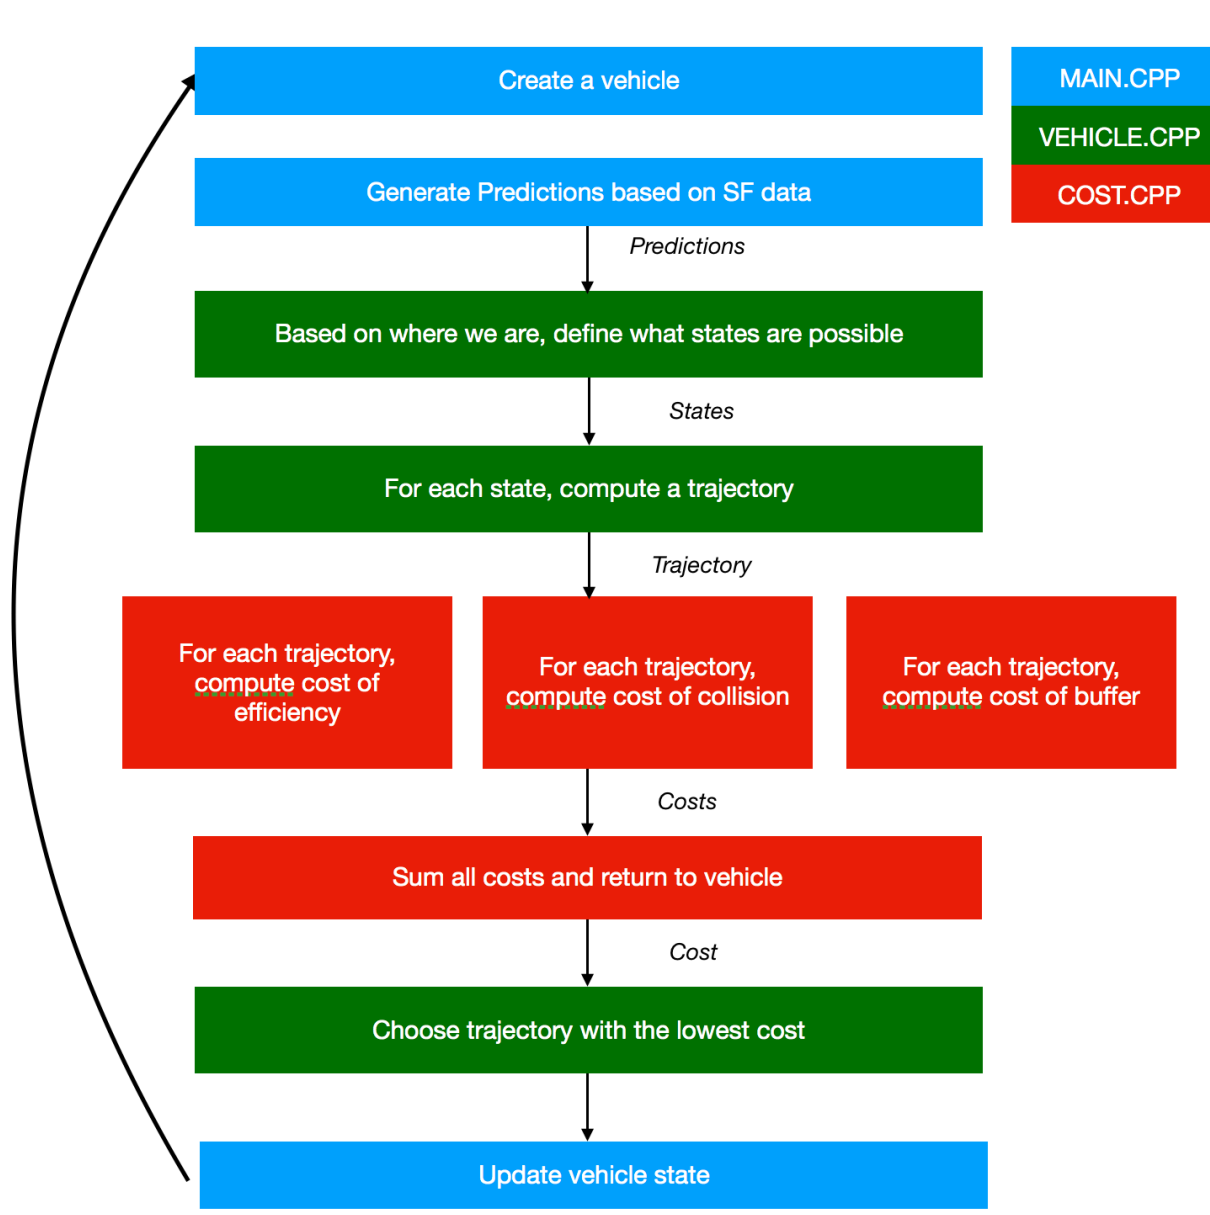 Create a vehicle
MAIN.CPP
VEHICLE.CPP
COST.CPP
Generate Predictions based on SF data
Predictions
Based on where we are, define what states are possible
States
For each state, compute a trajectory
Trajectory
For each trajectory,
compute cost of
efficiency
For each trajectory,
compute cost of collision
For each trajectory,
compute cost of buffer
Costs
Sum all costs and return to vehicle
Cost
Choose trajectory with the lowest cost
Update vehicle state